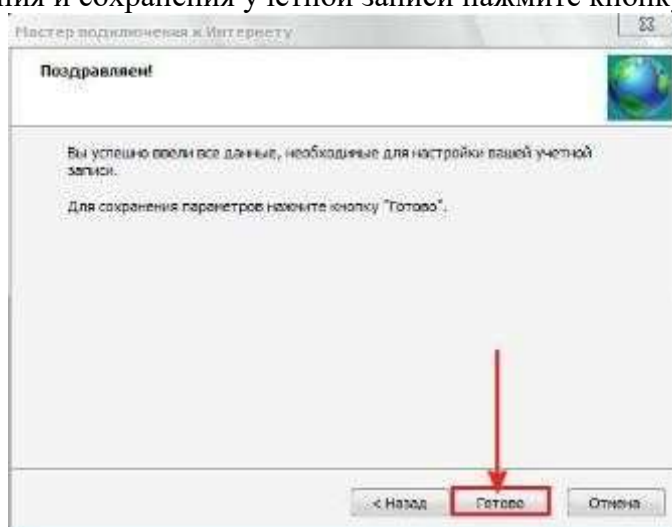 ния и сохранения учетной записи нажмите кнопку
Мастер подключения к Интернету
Поздравляем!
Вы успешно ввели все данные, необходимые для настройки вашей учетной
записи.
Для сохранения параметров нажмите кнопку "Готово".
< Назад Готово Отмена